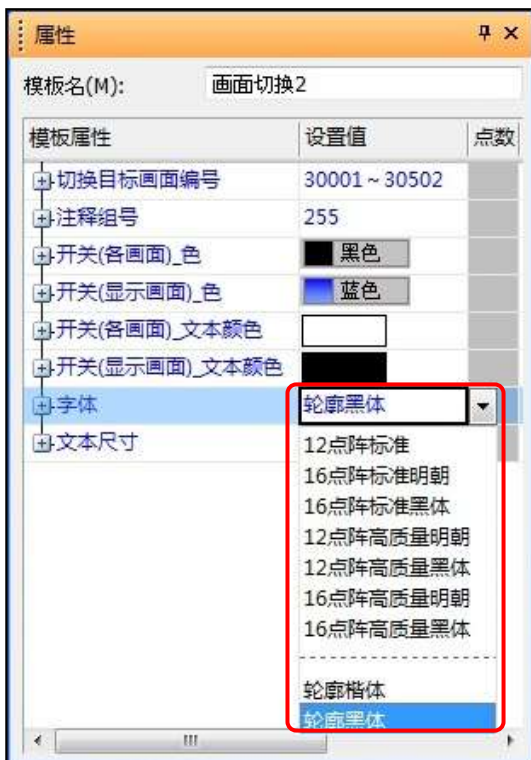 属性
模板名(M): 画面切换2
模板属性 设置值 点数
切换目标画面编号 30001～30502
注释组号 255
开关(各画面)_色 黑色
开关(显示画面)_色 蓝色
开关(各画面)_文本颜色
开关(显示画面)_文本颜色
字体 轮廓黑体
文本尺寸
12点阵标准
16点阵标准明朝
16点阵标准黑体
12点阵高质量明朝
12点阵高质量黑体
16点阵高质量明朝
16点阵高质量黑体
轮廓楷体
轮廓黑体